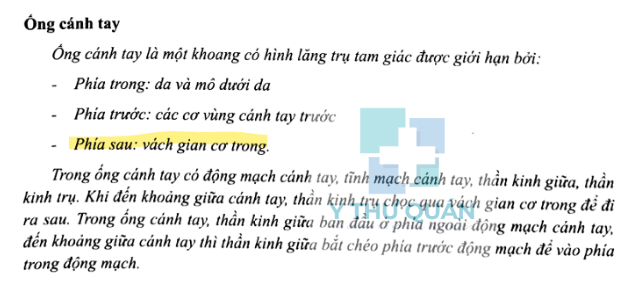 Ống cánh tay
Ống cánh tay là một khoang có hình lăng trụ tam giác được giới hạn bởi:
- Phía trong: da và mô dưới da
- Phía trước: các cơ vùng cánh tay trước
- Phía sau: vách gian cơ trong.
Trong ống cánh tay có động mạch cánh tay, tĩnh mạch cánh tay, thần kinh giữa, thần
kinh trụ. Khi đến khoảng giữa cánh tay, thần kinh trụ chọc qua vách gian cơ trong để đi
ra sau. Trong ống cánh tay, thần kinh giữa ban đầu ở phía ngoài động mạch cánh tay,
đến khoảng giữa cánh tay thì thần kinh giữa bắt chéo phía trước động mạch để vào phía
trong động mạch.
Y THƯ QUÁN